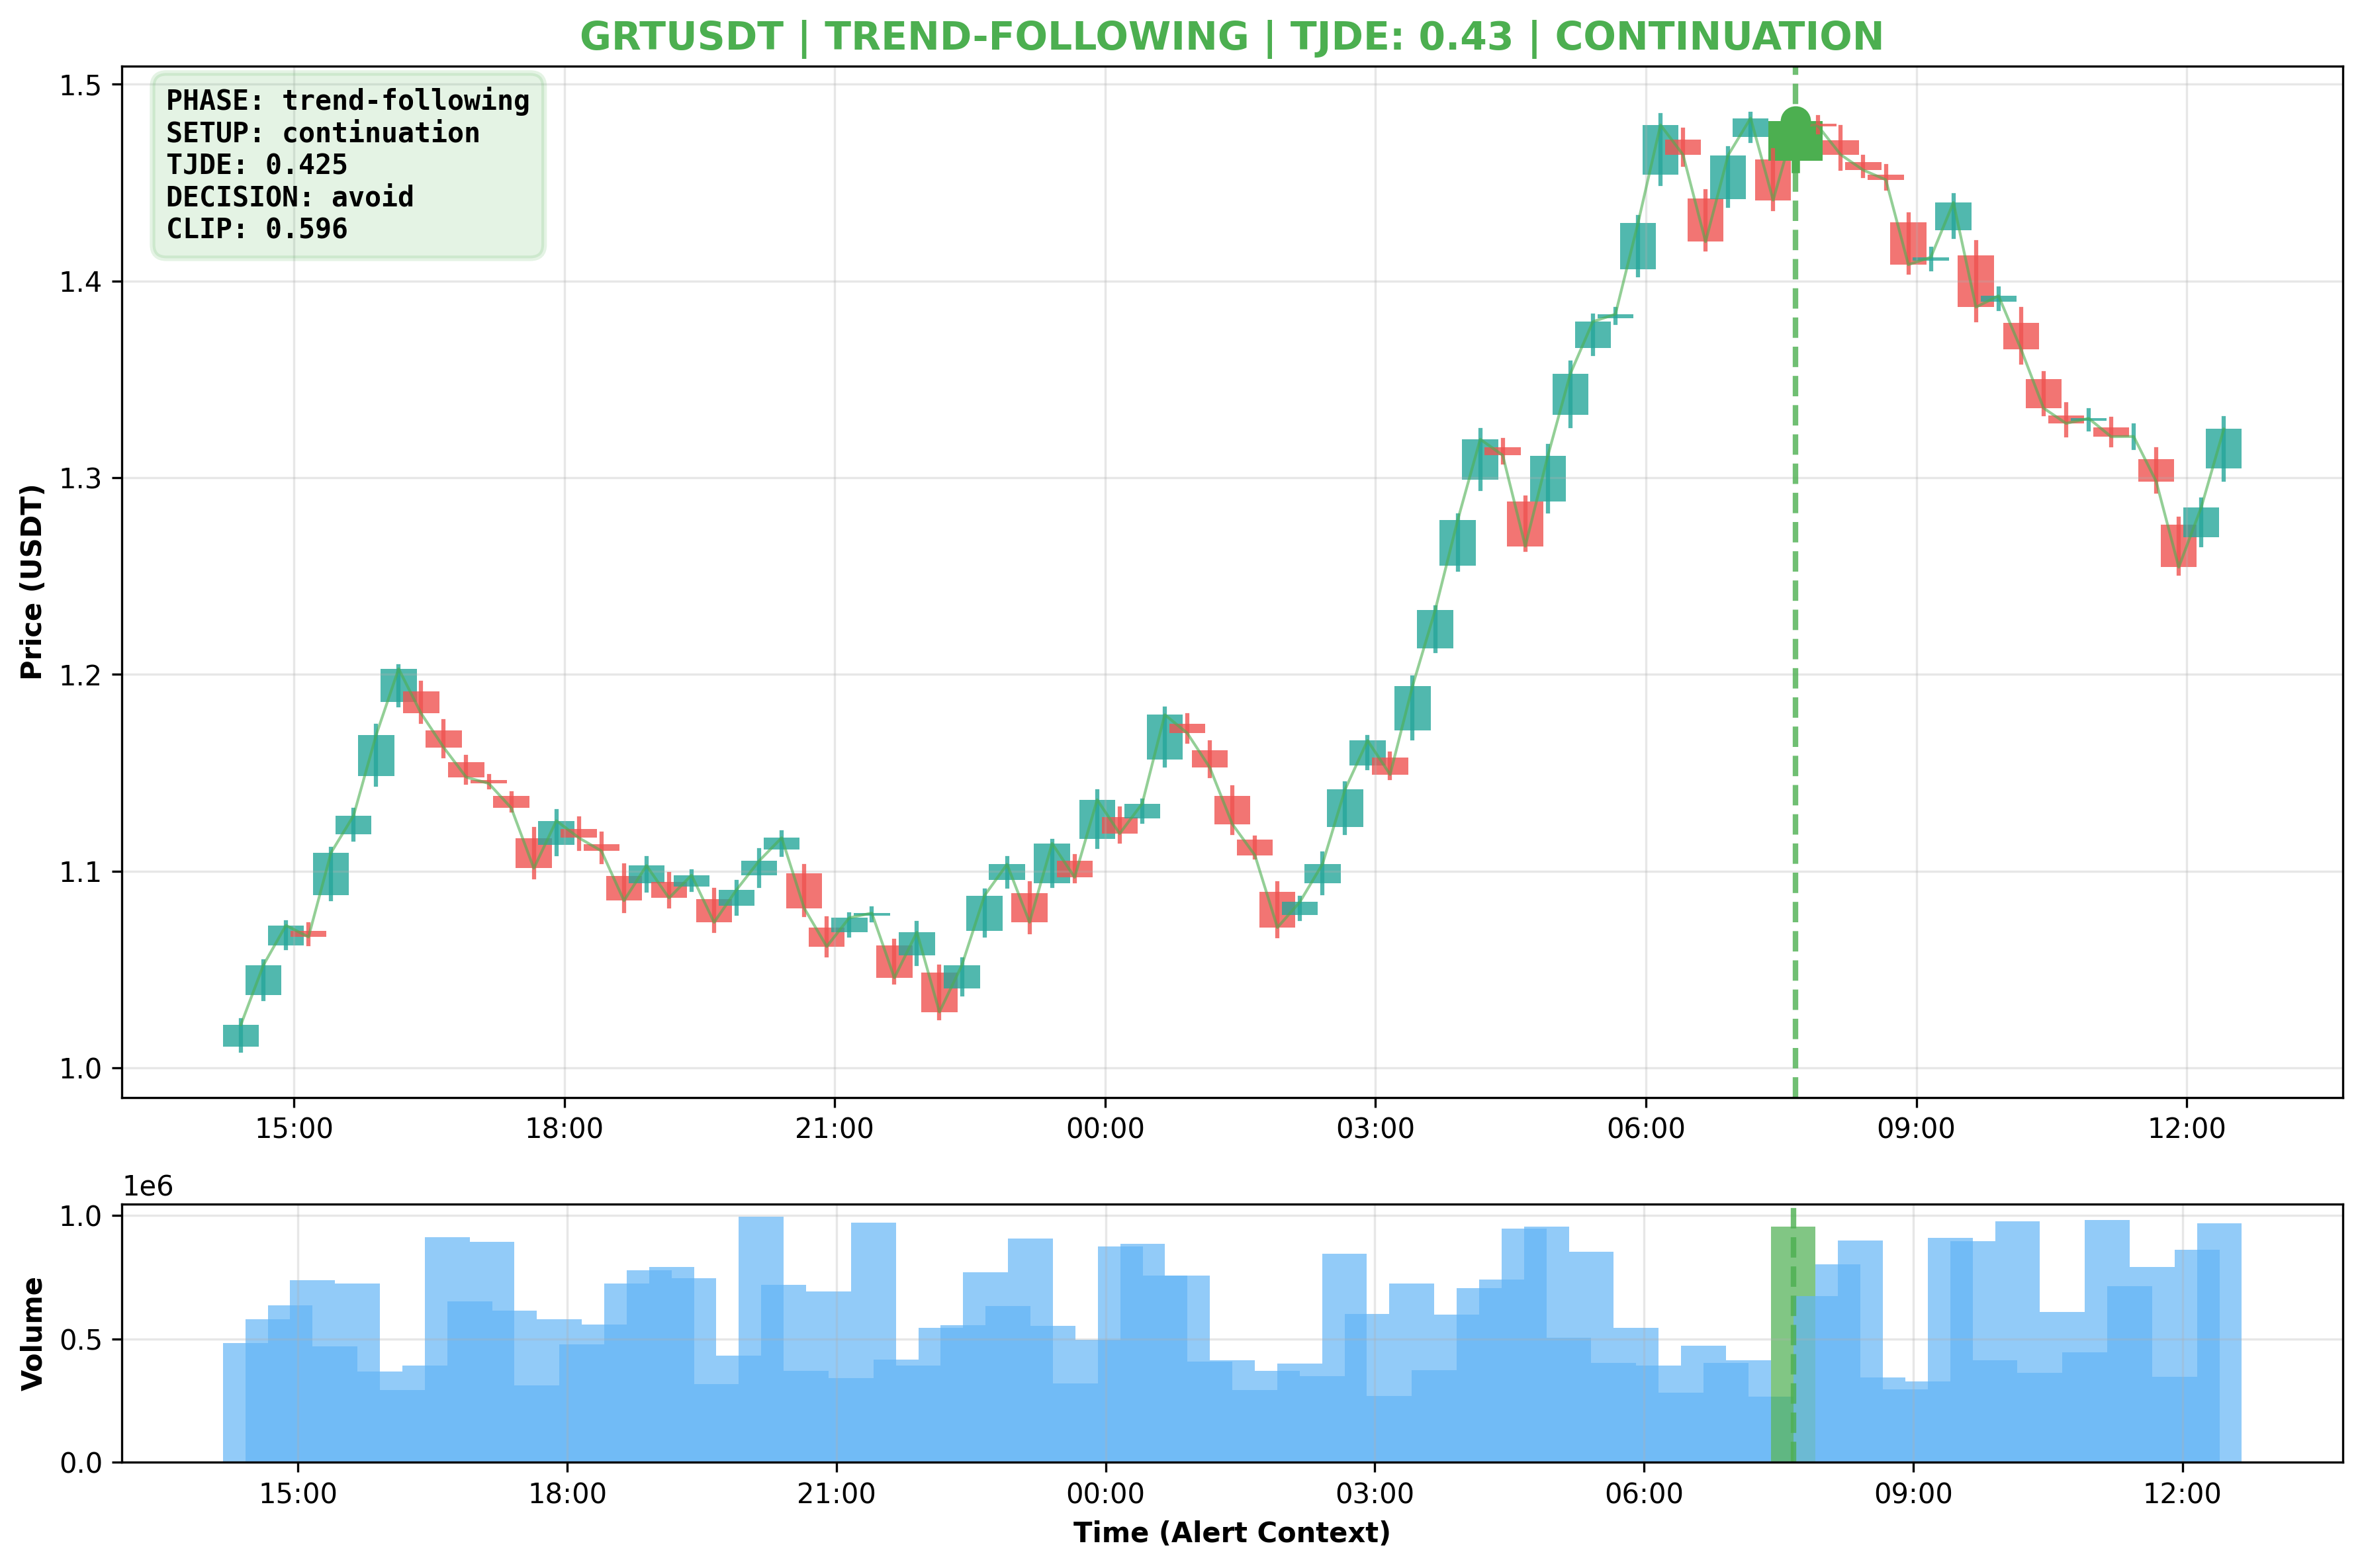 GRTUSDT | TREND-FOLLOWING | TJDE: 0.43 | CONTINUATION
PHASE: trend-following
SETUP: continuation
TJDE: 0.425
DECISION: avoid
CLIP: 0.596
Price (USDT)
1.5
1.4
1.3
1.2
1.1
1.0
15:00 18:00 21:00 00:00 03:00 06:00 09:00 12:00
1e6
Volume
1.0
0.5
0.0
15:00 18:00 21:00 00:00 03:00 06:00 09:00 12:00
Time (Alert Context)